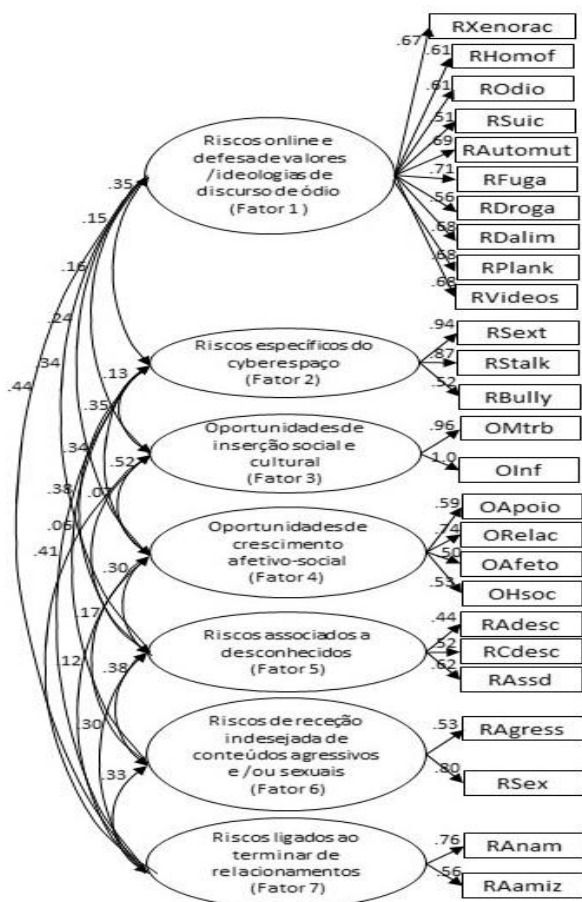 RXenorac
.67
.61
RHomof
.61
ROdio
.51
RSuic
.69
RAutomut
.71
RFuga
.56
RDroga
.68
RDalim
.68
RPlank
.68
RVideos
Riscos online e
defesa de valores
/ideologias de
discurso de ódio
(Fator 1)
.35
.15
.16
.24
.34
.44
Riscos específicos do
cyberespaço
(Fator 2)
.94
RSext
.87
RStalk
.52
RBully
.13
.35
.34
.38
.41
Oportunidades de
inserção social e
cultural
(Fator 3)
.96
OMtrb
1.0
OInf
.52
.07
.06
Oportunidades de
crescimento
afetivo-social
(Fator 4)
.59
OApoio
.74
ORelac
.50
OAfeto
.53
OHsoc
.30
.17
.12
Riscos associados a
desconhecidos
(Fator 5)
.44
RAdesc
.52
RCdesc
.62
RAssd
.38
.30
Riscos de receção
indesejada de
conteúdos agressivos
e /ou sexuais
(Fator 6)
.53
RAgress
.80
RSex
.33
Riscos ligados ao
terminar de
relacionamentos
(Fator 7)
.76
RAnam
.56
RAamiz